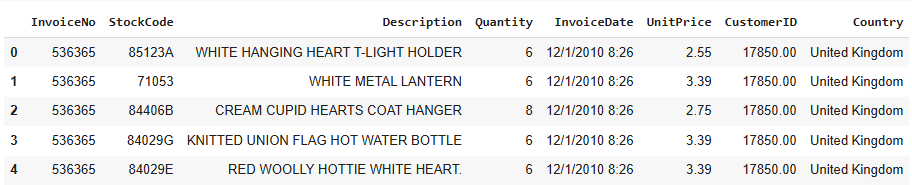 InvoiceNo StockCode Description Quantity InvoiceDate UnitPrice CustomerID Country
0 536365 85123A WHITE HANGING HEART T-LIGHT HOLDER 6 12/1/2010 8:26 2.55 17850.00 United Kingdom
1 536365 71053 WHITE METAL LANTERN 6 12/1/2010 8:26 3.39 17850.00 United Kingdom
2 536365 84406B CREAM CUPID HEARTS COAT HANGER 8 12/1/2010 8:26 2.75 17850.00 United Kingdom
3 536365 84029G KNITTED UNION FLAG HOT WATER BOTTLE 6 12/1/2010 8:26 3.39 17850.00 United Kingdom
4 536365 84029E RED WOOLLY HOTTIE WHITE HEART. 6 12/1/2010 8:26 3.39 17850.00 United Kingdom